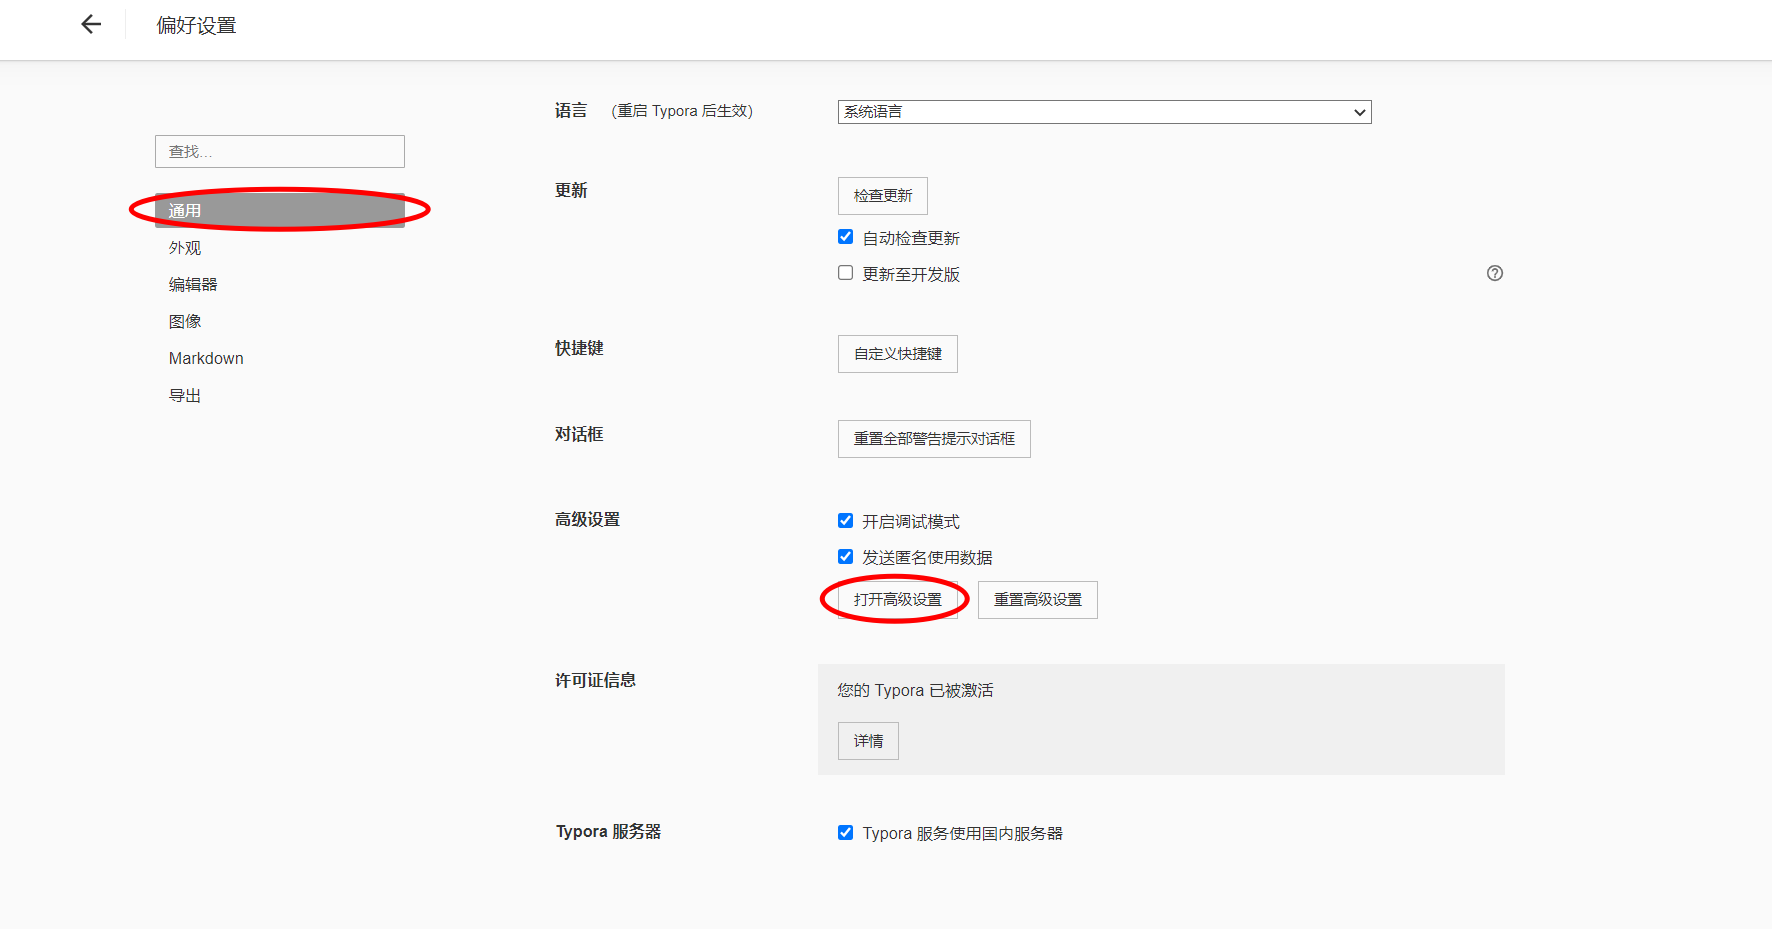 偏好设置
查找...
通用
外观
编辑器
图像
Markdown
导出
语言 (重启 Typora 后生效) 系统语言
更新 检查更新
自动检查更新
更新至开发版
快捷键 自定义快捷键
对话框 重置全部警告提示对话框
高级设置 开启调试模式
发送匿名使用数据
打开高级设置 重置高级设置
许可证信息 您的 Typora 已被激活
详情
Typora 服务器 Typora 服务使用国内服务器